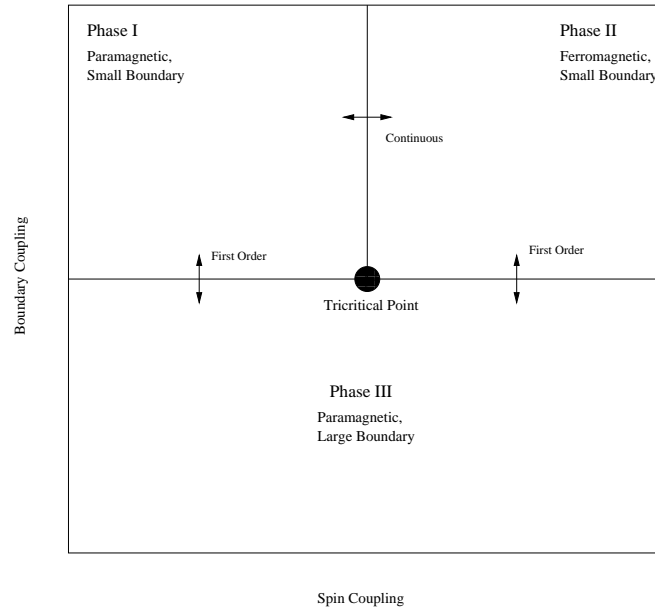 Phase I
Paramagnetic,
Small Boundary
Phase II
Ferromagnetic,
Small Boundary
Continuous
First Order
First Order
Tricritical Point
Boundary Coupling
Phase III
Paramagnetic,
Large Boundary
Spin Coupling